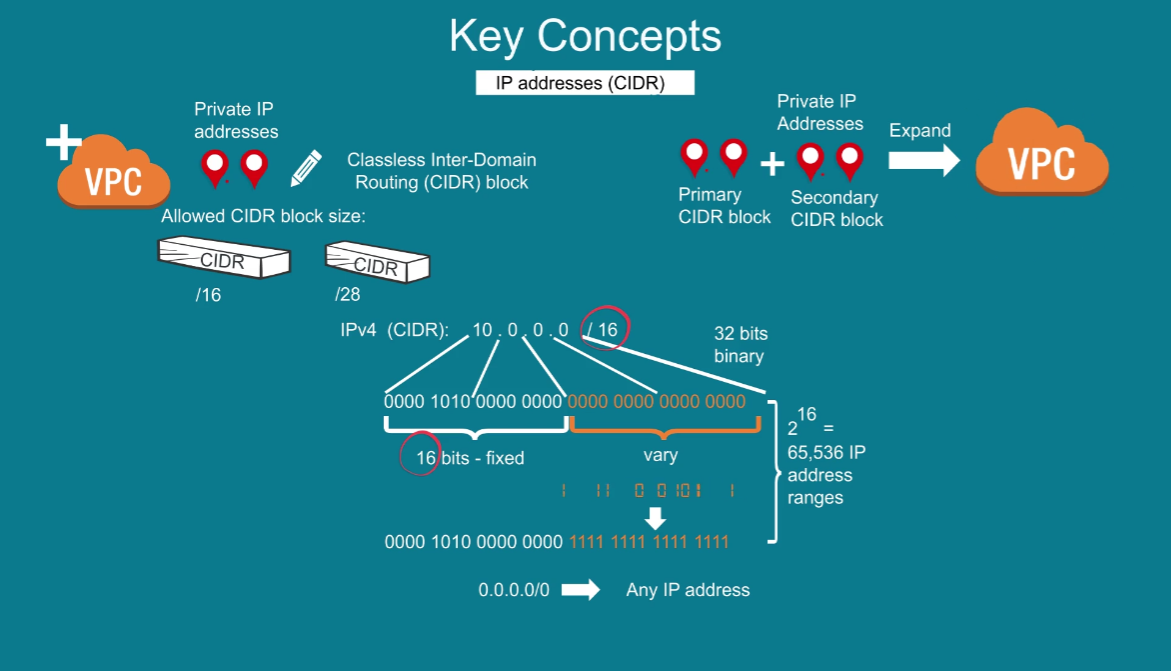 Key Concepts
IP addresses (CIDR)
Private IP
addresses
VPC
Classless Inter-Domain
Routing (CIDR) block
Allowed CIDR block size:
CIDR
CIDR
/16
/28
Private IP
Addresses
Primary
CIDR block
+
Secondary
CIDR block
Expand
VPC
IPv4 (CIDR): 10 . 0 . 0 . 0 / 16
32 bits
binary
0000 1010 0000 0000 0000 0000 0000 0000
16 bits - fixed
vary
1 11 0 0101 1
0000 1010 0000 0000 1111 1111 1111 1111
2^16 =
65,536 IP
address
ranges
0.0.0.0/0
Any IP address